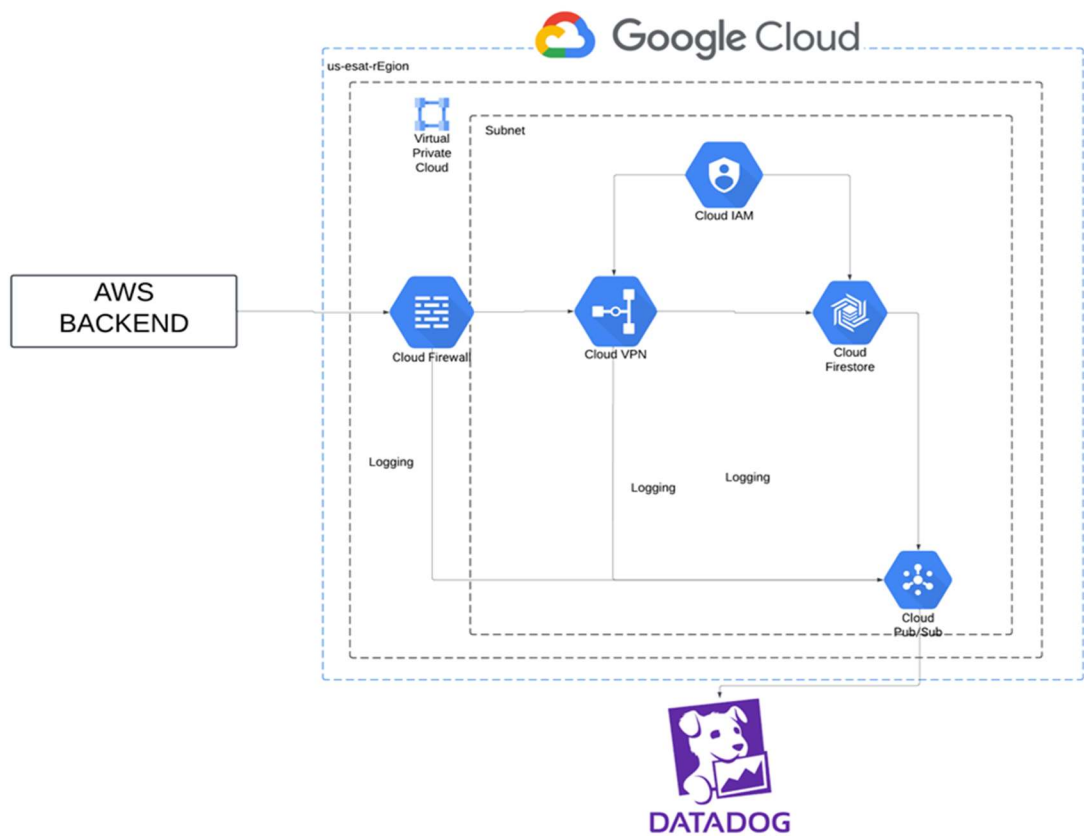 Google Cloud
us-esat-rEgion
Virtual
Private
Cloud
Subnet
Cloud IAM
AWS
BACKEND
Cloud Firewall
Cloud VPN
Cloud
Firestore
Logging
Logging
Logging
Cloud
Pub/Sub
DATADOG